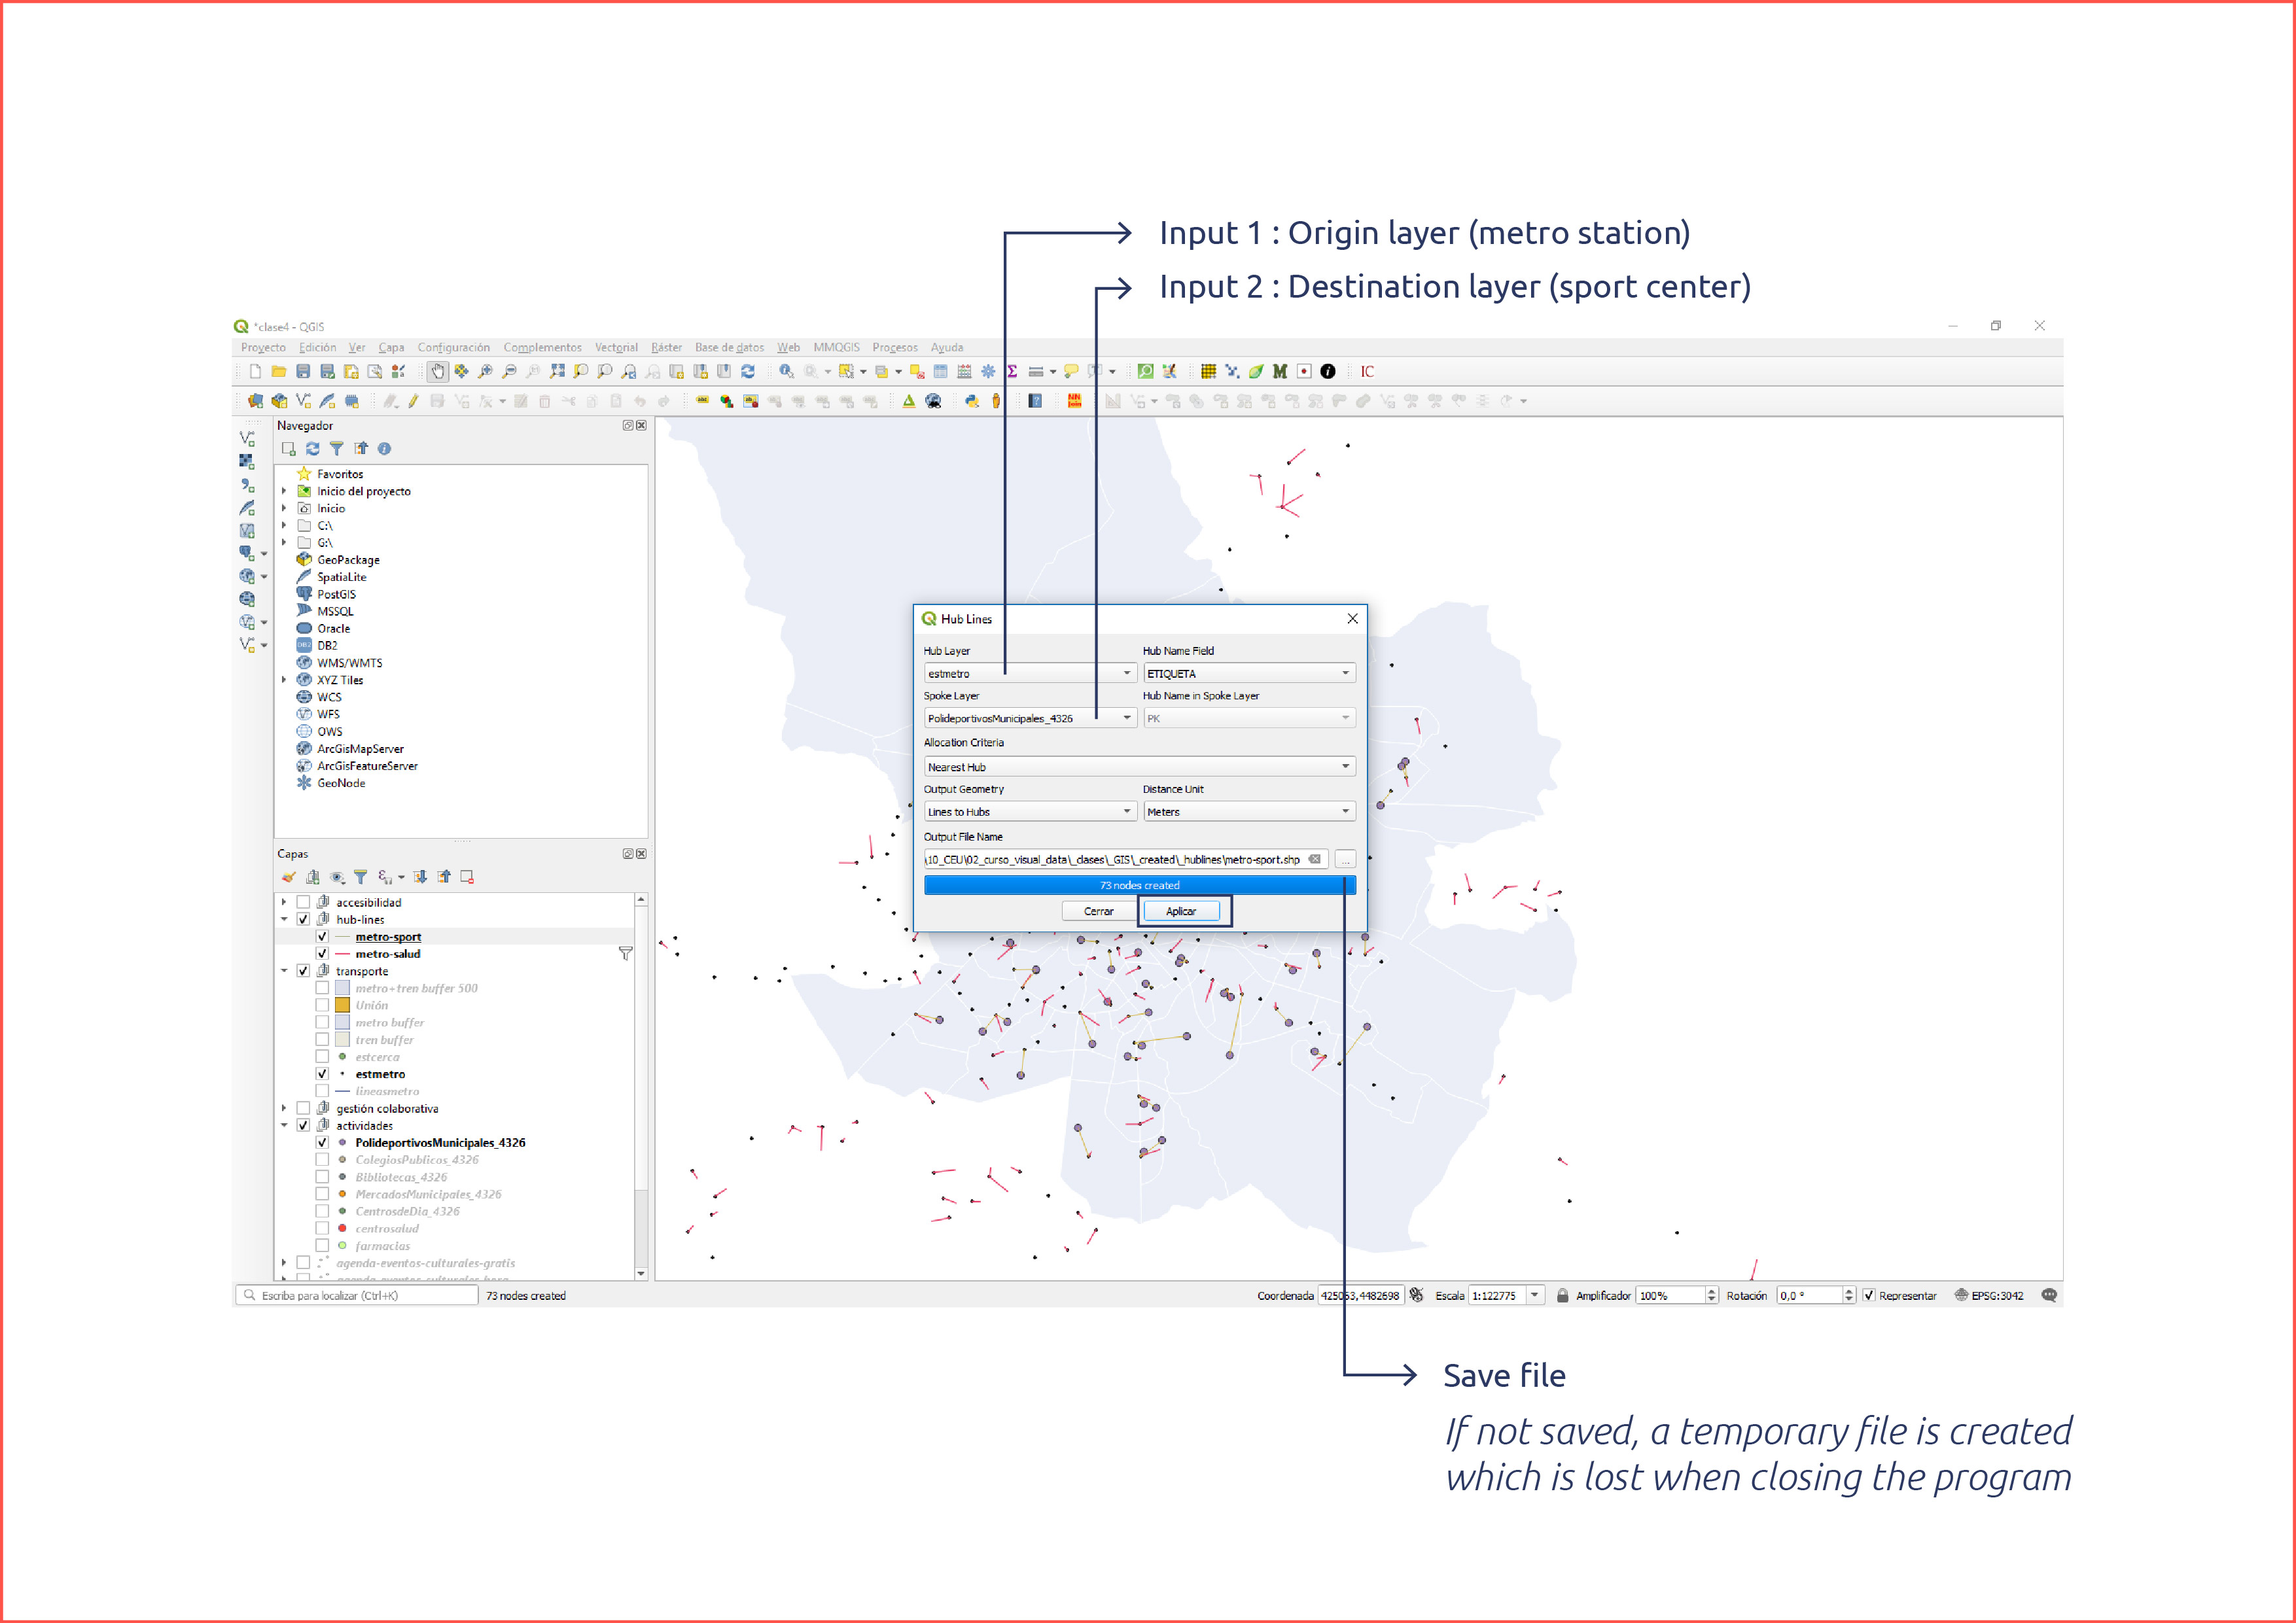 Input 1 : Origin layer (metro station)
Input 2 : Destination layer (sport center)
*clase4 - QGIS
Proyecto Edición Ver Capa Configuración Complementos Vectorial Ráster Base de datos Web MMQGIS Procesos Ayuda
IC
Navegador
Favoritos
Inicio del proyecto
Inicio
C:\
G:\
GeoPackage
SpatiaLite
PostGIS
MSSQL
Oracle
DB2
WMS/WMTS
XYZ Tiles
WCS
WFS
OWS
ArcGisMapServer
ArcGisFeatureServer
GeoNode
Capas
accesibilidad
hub-lines
metro-sport
metro-salud
transporte
metro+tren buffer 500
Unión
metro buffer
tren buffer
estcerca
estmetro
lineasmetro
gestión colaborativa
actividades
PolideportivosMunicipales_4326
ColegiosPublicos_4326
Bibliotecas_4326
MercadosMunicipales_4326
CentrosdeDia_4326
centrosalud
farmacias
agenda-eventos-culturales-gratis
Hub Lines
Hub Layer Hub Name Field
estmetro ETIQUETA
Spoke Layer Hub Name in Spoke Layer
PolideportivosMunicipales_4326 PK
Allocation Criteria
Nearest Hub
Output Geometry Distance Unit
Lines to Hubs Meters
Output File Name
\10_CEU\02_curso_visual_data\_clases\_GIS\_created\_hublines\metro-sport.shp ...
73 nodes created
Cerrar Aplicar
Escriba para localizar (Ctrl+K) 73 nodes created Coordenada Escala 1:122775 Amplificador 100% Rotación 0,0 ° Representar EPSG:3042
Save file
If not saved, a temporary file is created
which is lost when closing the program